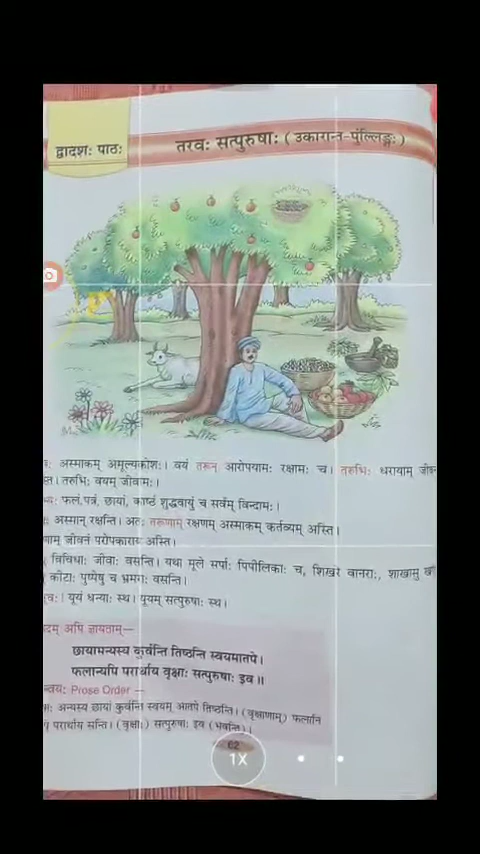 द्वादशः पाठः
तरवः सत्पुरुषाः (उकारान्त-पुंल्लिङ्गः)
अस्माकम् अमूल्यकोशः। वयं तरून् आरोपयामः रक्षामः च। तरुभिः धरायाम्
तरुभिः वयम् जीवामः।
फलं पत्रं, छायां, काष्ठं शुद्धवायुं च सर्वम् विन्दामः।
अस्मान् रक्षन्ति। अतः तरूणाम् रक्षणम् अस्माकम् कर्तव्यम् अस्ति।
जीवनं परोपकाराय अस्ति।
विविधाः जीवाः वसन्ति। यथा मूले सर्पाः पिपीलिकाः च, शिखरे वानराः, शाखासु
कीटाः पुष्पेषु च भ्रमराः वसन्ति।
यूयं धन्याः स्थ। यूयम् सत्पुरुषाः स्थ।
अपि ज्ञायताम्—
छायामन्यस्य कुर्वन्ति तिष्ठन्ति स्वयमातपे।
फलान्यपि परार्थाय वृक्षाः सत्पुरुषाः इव॥
Prose Order —
अन्यस्य छायां कुर्वन्ति स्वयम् आतपे तिष्ठन्ति। (वृक्षाणाम्) फलानि
परार्थाय सन्ति। (वृक्षाः) सत्पुरुषाः इव (भवन्ति)।
62
1X